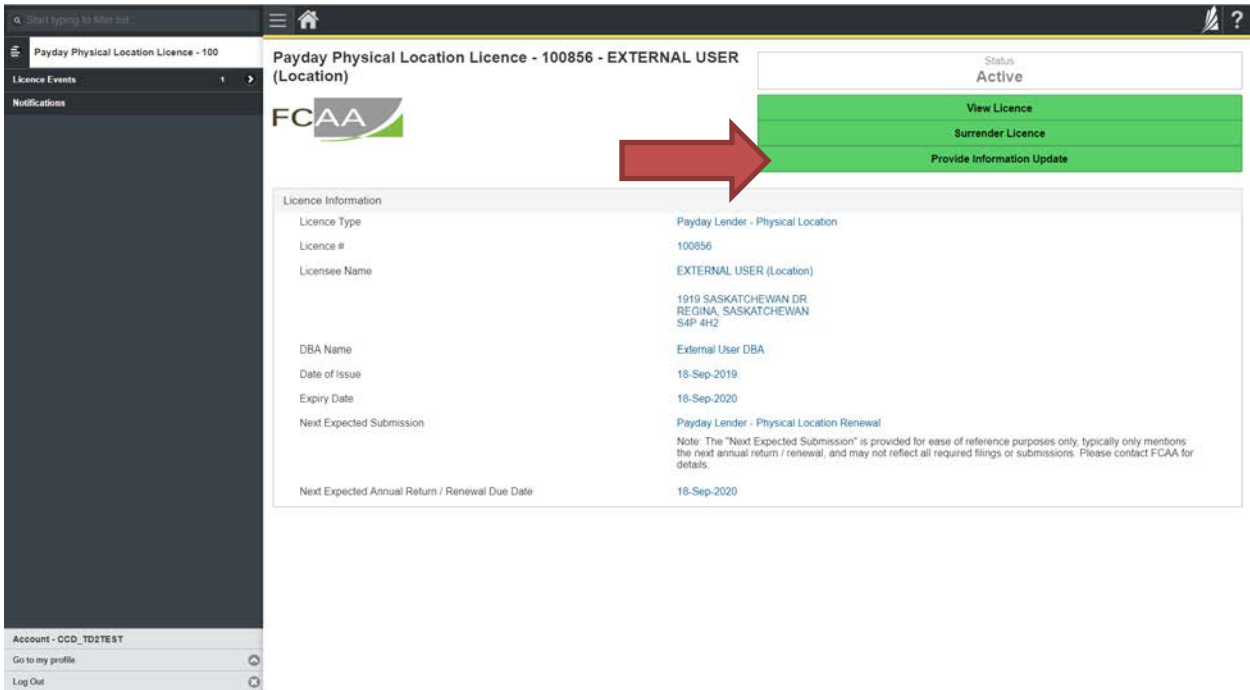 Start typing to filter list...
Payday Physical Location Licence - 100
Licence Events 1
Notifications
Account - CCD_TD2TEST
Go to my profile
Log Out
?
Payday Physical Location Licence - 100856 - EXTERNAL USER
(Location)
FCAA
Status
Active
View Licence
Surrender Licence
Provide Information Update
Licence Information
Licence Type Payday Lender - Physical Location
Licence # 100856
Licensee Name EXTERNAL USER (Location)
1919 SASKATCHEWAN DR
REGINA, SASKATCHEWAN
S4P 4H2
DBA Name External User DBA
Date of Issue 18-Sep-2019
Expiry Date 18-Sep-2020
Next Expected Submission Payday Lender - Physical Location Renewal
Note: The "Next Expected Submission" is provided for ease of reference purposes only, typically only mentions
the next annual return / renewal, and may not reflect all required filings or submissions. Please contact FCAA for
details.
Next Expected Annual Return / Renewal Due Date 18-Sep-2020